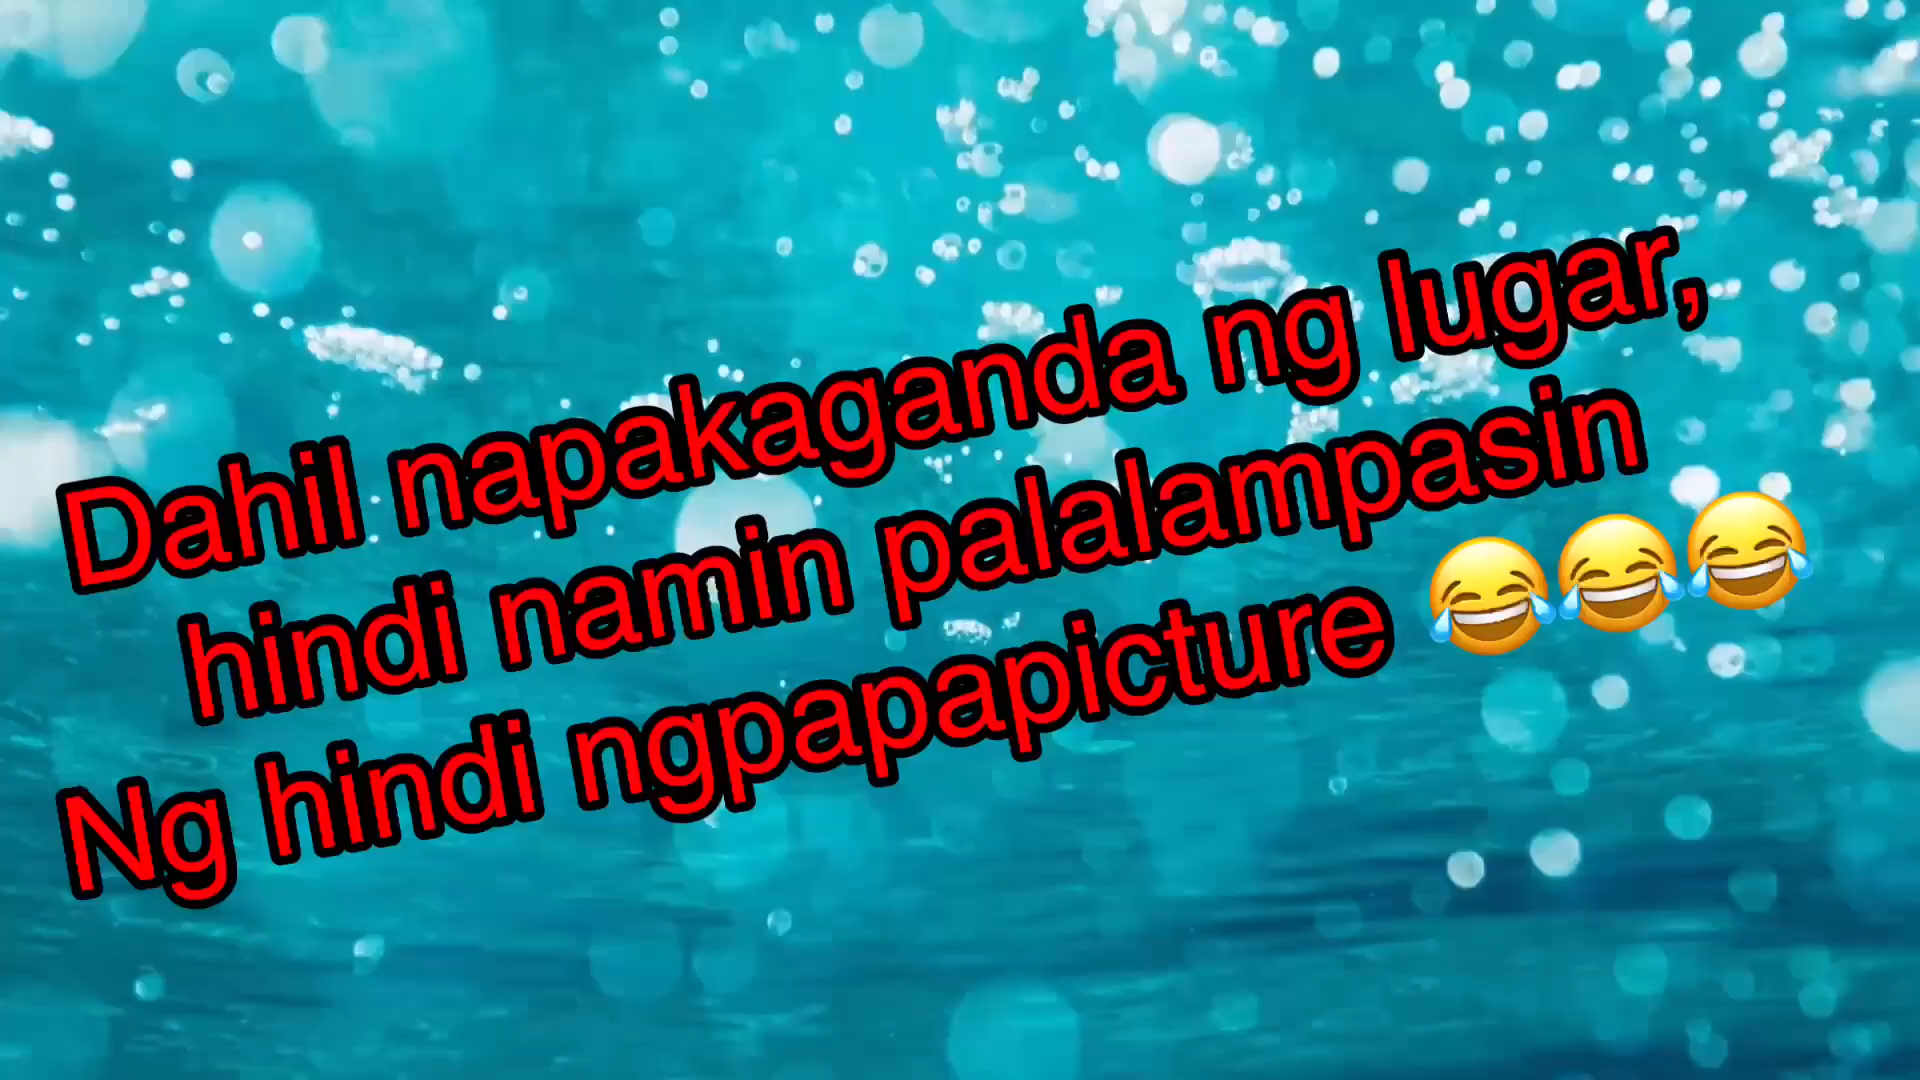 Dahil napakaganda ng lugar,
hindi namin palalampasin
Ng hindi ngpapapicture 😂😂😂